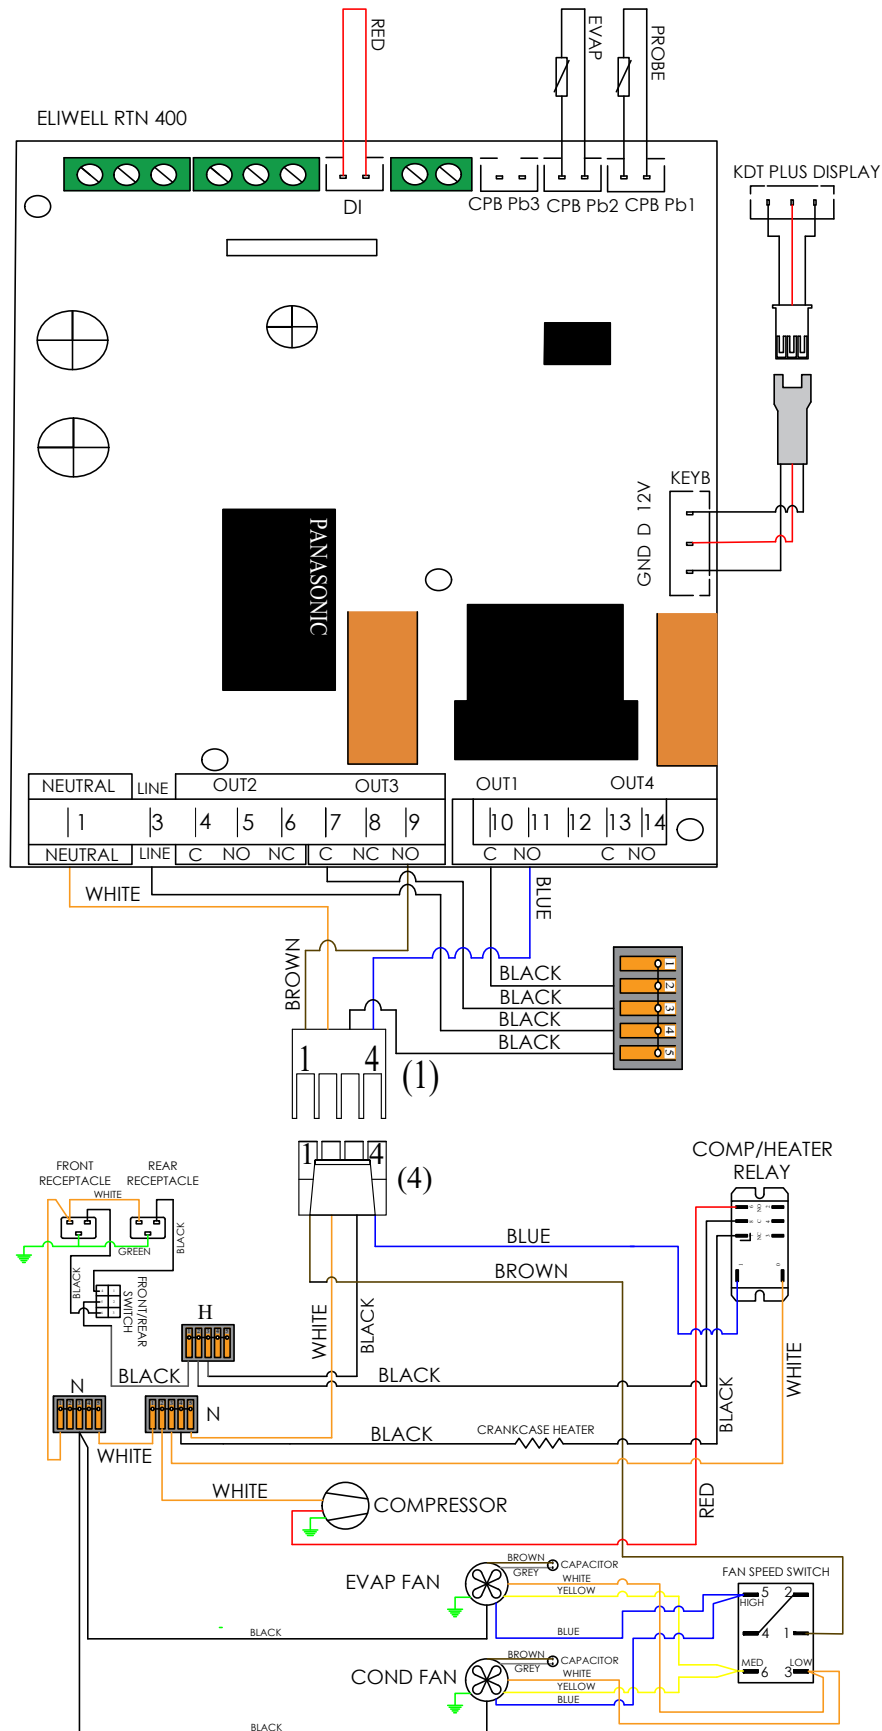 RED
EVAP
PROBE
ELIWELL RTN 400
KDT PLUS DISPLAY
DI
CPB Pb3
CPB Pb2
CPB Pb1
KEYB
GND D 12V
PANASONIC
NEUTRAL
LINE
OUT2
OUT3
OUT1
OUT4
1 3 4 5 6 7 8 9 10 11 12 13 14
NEUTRAL LINE C NO NC C NC NO C NO C NO
WHITE
BLUE
BROWN
BLACK
BLACK
BLACK
BLACK
1
2
3
4
5
1 4
(1)
1 4
(4)
COMP/HEATER
RELAY
FRONT
RECEPTACLE
REAR
RECEPTACLE
WHITE
GREEN
BLACK
BLACK
FRONT/REAR
SWITCH
BLUE
BROWN
WHITE
BLACK
H
BLACK
BLACK
BLACK
WHITE
N
N
WHITE
BLACK
CRANKCASE HEATER
WHITE
COMPRESSOR
RED
EVAP FAN
BROWN
GREY
CAPACITOR
WHITE
YELLOW
BLUE
BLACK
FAN SPEED SWITCH
5 2
HIGH
4 1
MED LOW
6 3
COND FAN
BROWN
GREY
CAPACITOR
WHITE
YELLOW
BLUE
BLACK